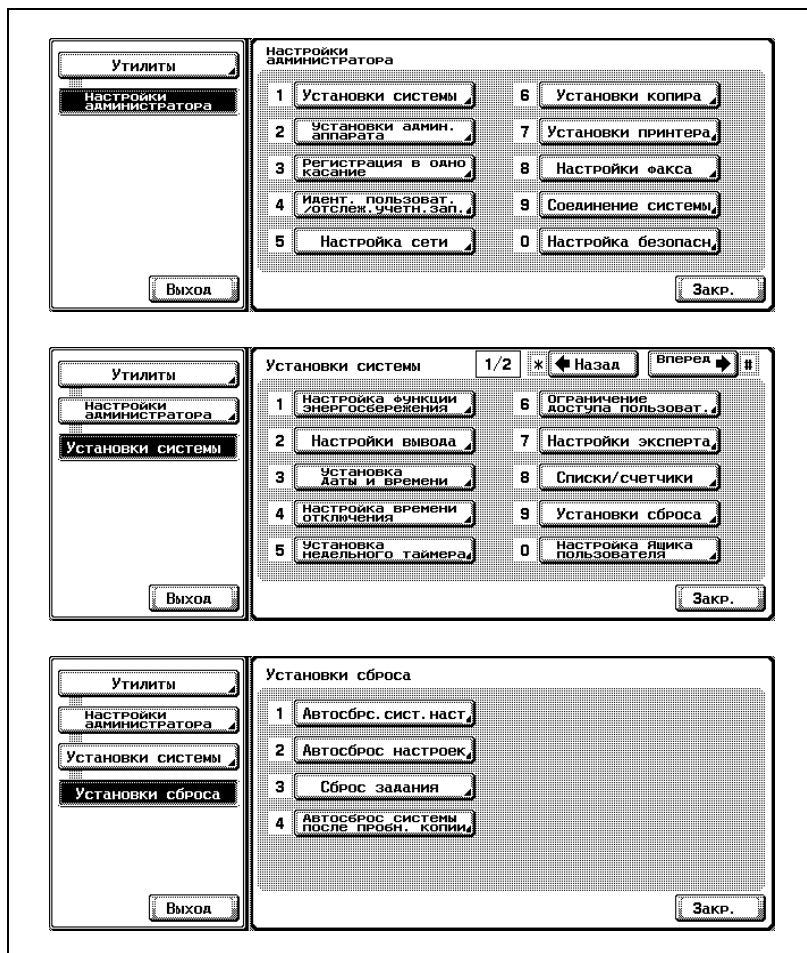 Утилиты
Настройки
администратора
Выход
Настройки
администратора
1 Установки системы
2 Установки админ.
аппарата
3 Регистрация в одно
касание
4 Идент. пользоват.
/отслеж.учетн.зап.
5 Настройка сети
6 Установки копира
7 Установки принтера
8 Настройки факса
9 Соединение системы
0 Настройка безопасн
Закр.
Утилиты
Настройки
администратора
Установки системы
Выход
Установки системы 1/2 * Назад Вперед #
1 Настройка функции
энергосбережения
2 Настройки вывода
3 Установка
даты и времени
4 Настройка времени
отключения
5 Установка
недельного таймера
6 Ограничение
доступа пользоват.
7 Настройки эксперта
8 Списки/счетчики
9 Установки сброса
0 Настройка Ящика
пользователя
Закр.
Утилиты
Настройки
администратора
Установки системы
Установки сброса
Выход
Установки сброса
1 Автосбрс.сист.наст
2 Автосброс настроек
3 Сброс задания
4 Автосброс системы
после пробн. копии
Закр.